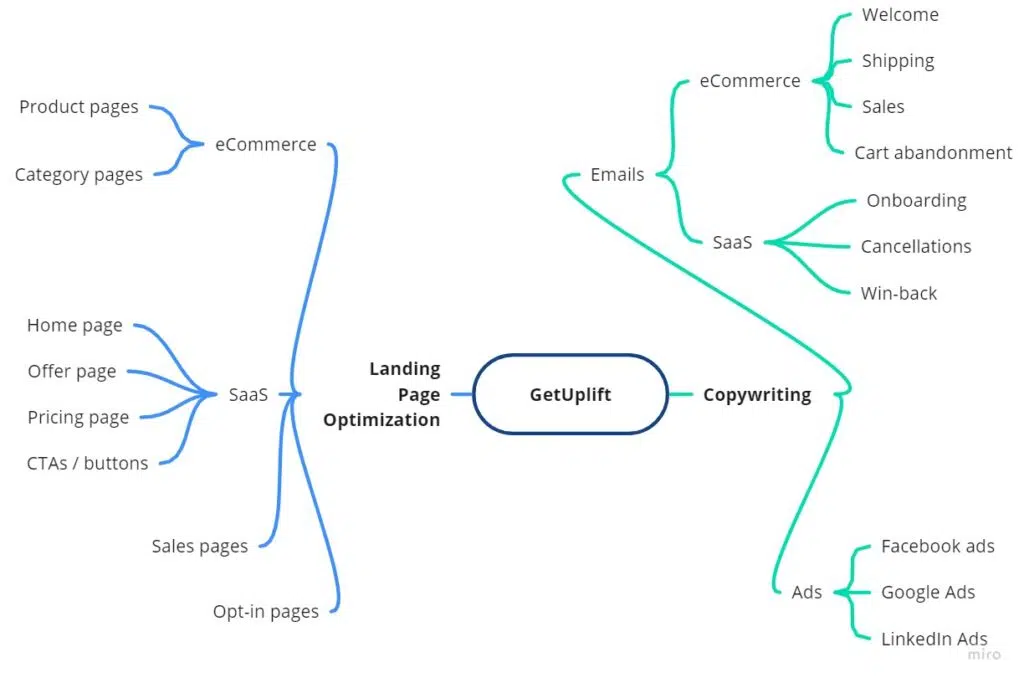 Welcome
Shipping
Sales
Cart abandonment
eCommerce
Emails
SaaS
Onboarding
Cancellations
Win-back
Product pages
Category pages
eCommerce
Home page
Offer page
Pricing page
CTAs / buttons
SaaS
Sales pages
Opt-in pages
Landing
Page
Optimization
GetUplift
Copywriting
Ads
Facebook ads
Google Ads
LinkedIn Ads
miro